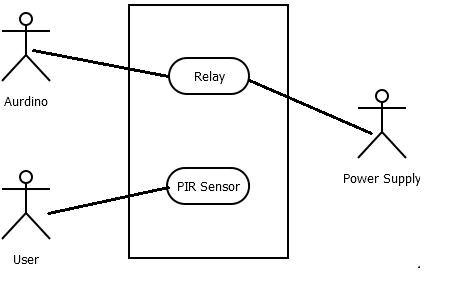 Relay
Aurdino
PIR Sensor
Power Supply
User